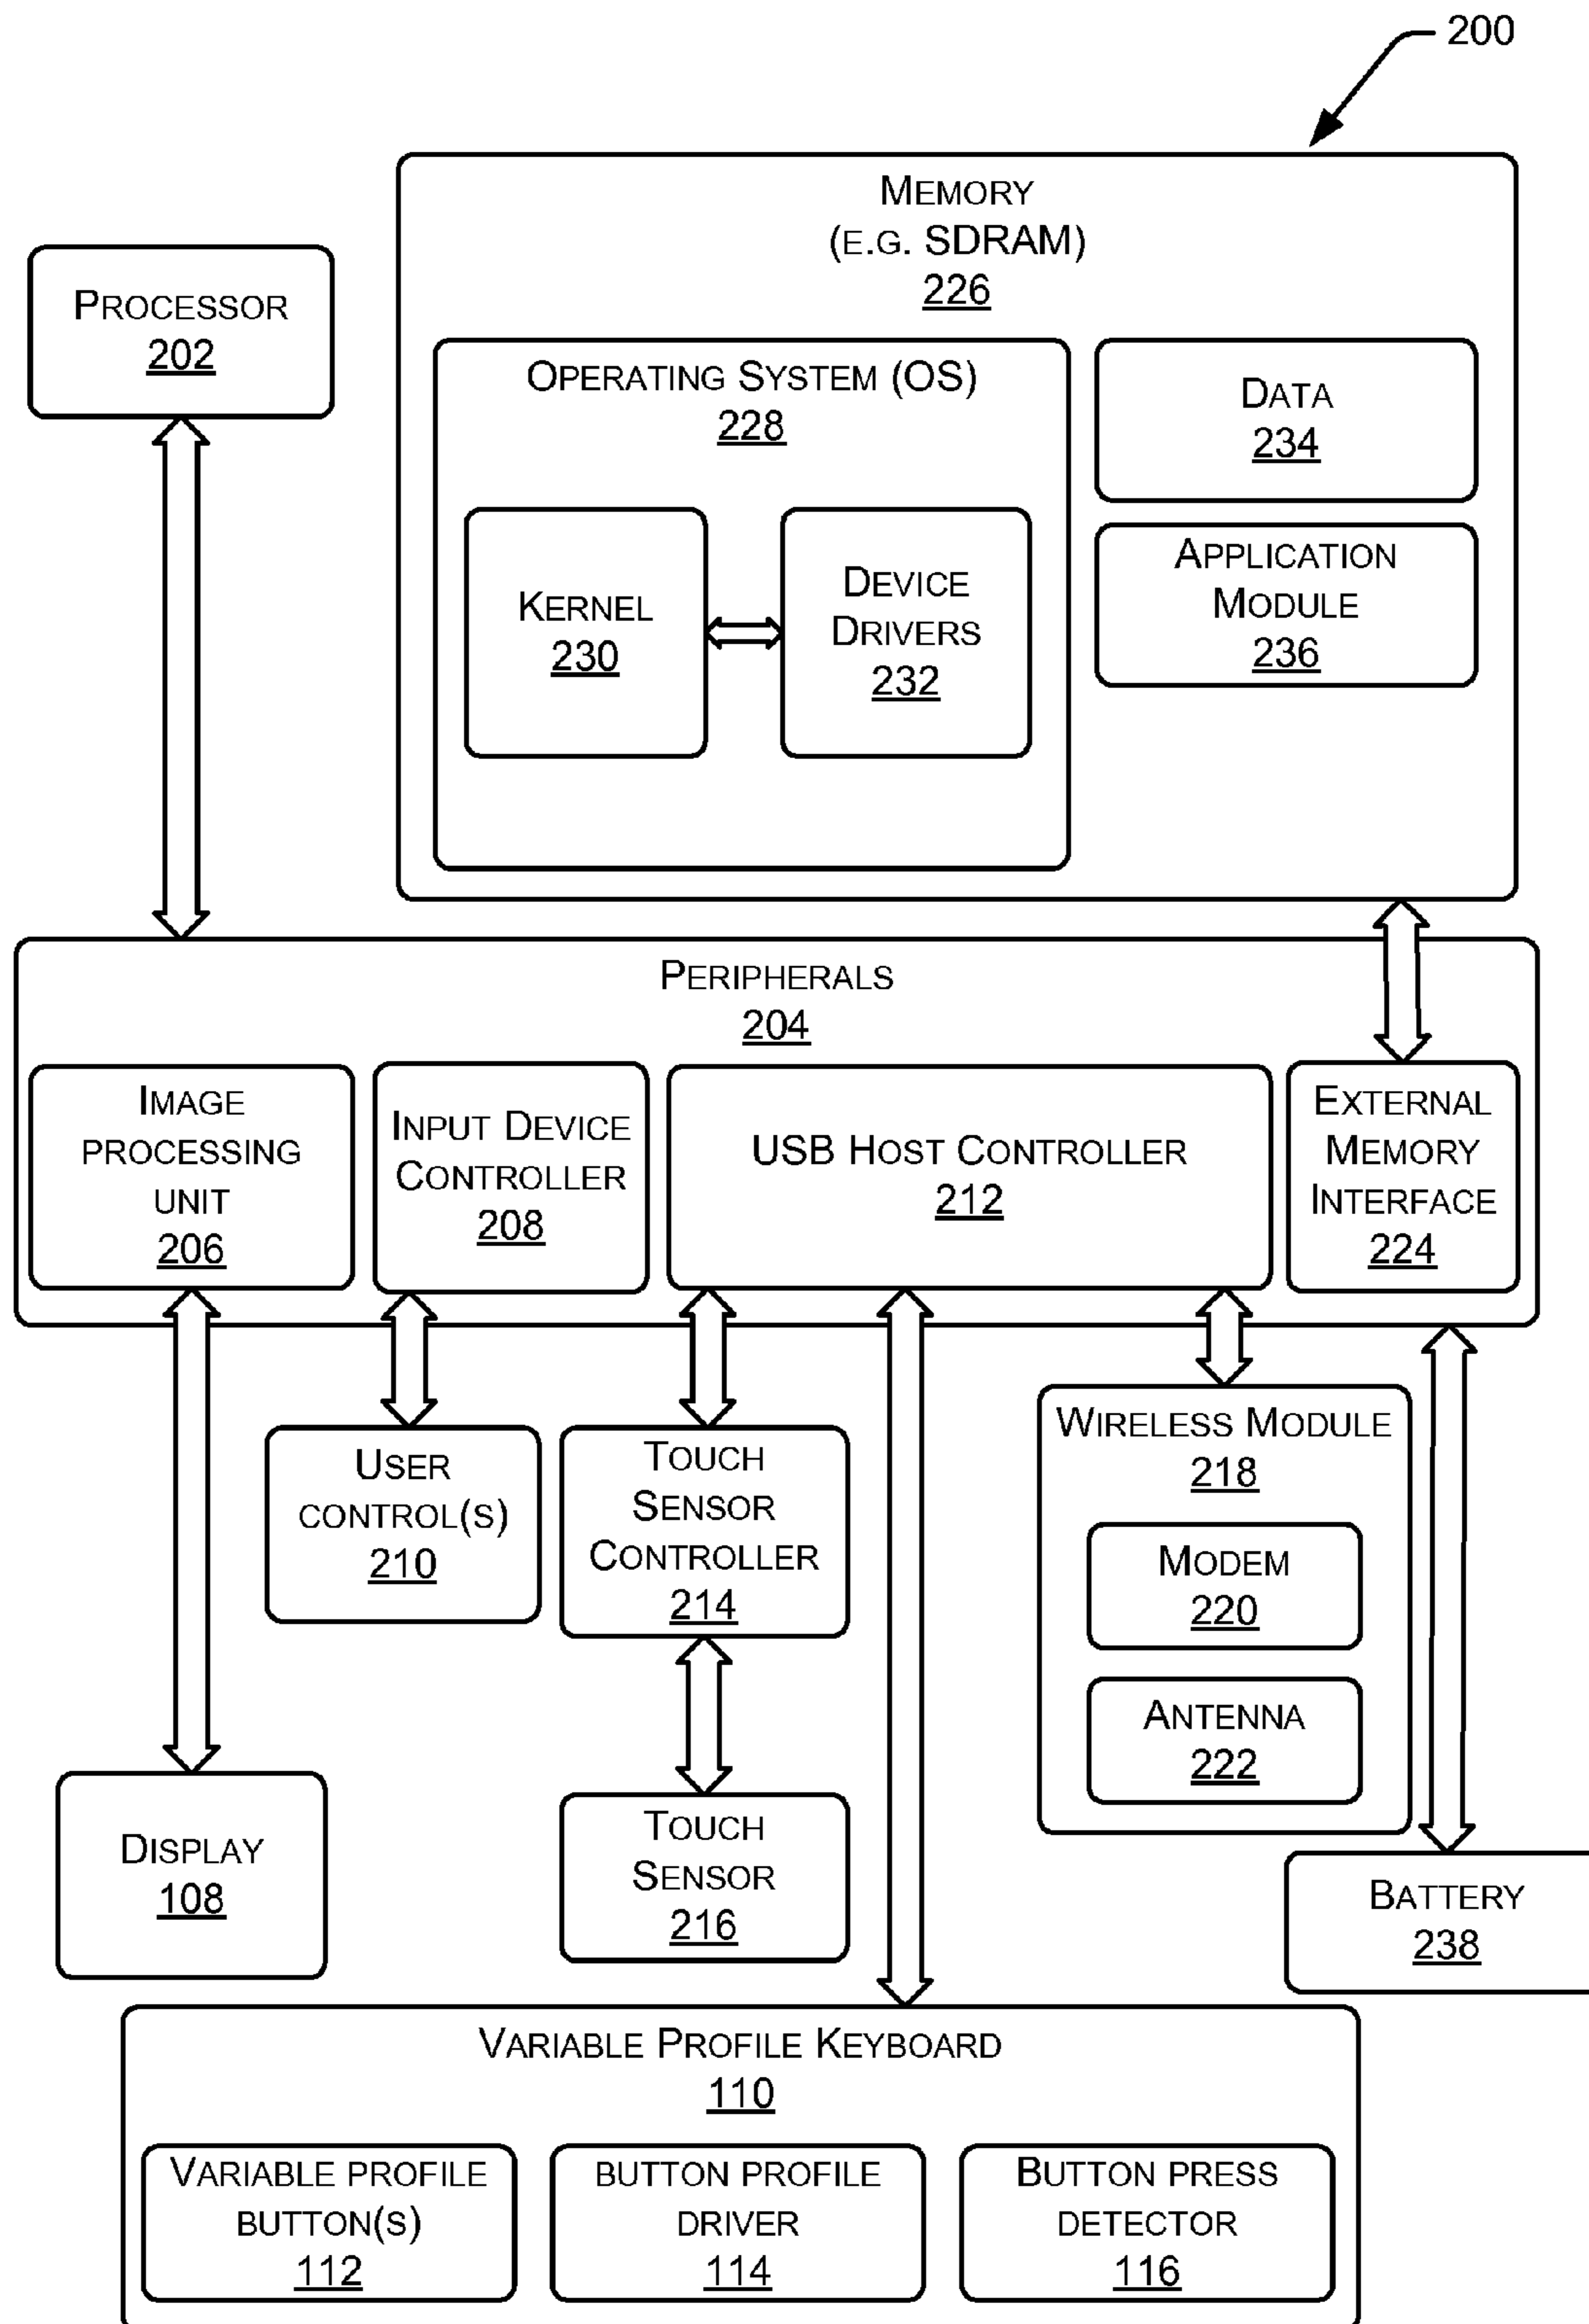 200
MEMORY
(E.G. SDRAM)
226
PROCESSOR
202
OPERATING SYSTEM (OS)
228
DATA
234
KERNEL
230
DEVICE
DRIVERS
232
APPLICATION
MODULE
236
PERIPHERALS
204
IMAGE
PROCESSING
UNIT
206
INPUT DEVICE
CONTROLLER
208
USB HOST CONTROLLER
212
EXTERNAL
MEMORY
INTERFACE
224
USER
CONTROL(S)
210
TOUCH
SENSOR
CONTROLLER
214
WIRELESS MODULE
218
MODEM
220
ANTENNA
222
DISPLAY
108
TOUCH
SENSOR
216
BATTERY
238
VARIABLE PROFILE KEYBOARD
110
VARIABLE PROFILE
BUTTON(S)
112
BUTTON PROFILE
DRIVER
114
BUTTON PRESS
DETECTOR
116